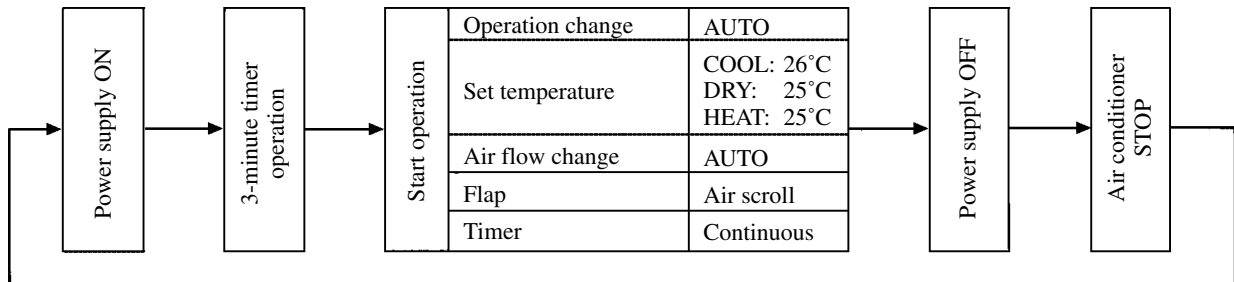 Power supply ON
3-minute timer
operation
Start operation
Operation change AUTO
Set temperature
COOL: 26˚C
DRY: 25˚C
HEAT: 25˚C
Air flow change AUTO
Flap Air scroll
Timer Continuous
Power supply OFF
Air conditioner
STOP